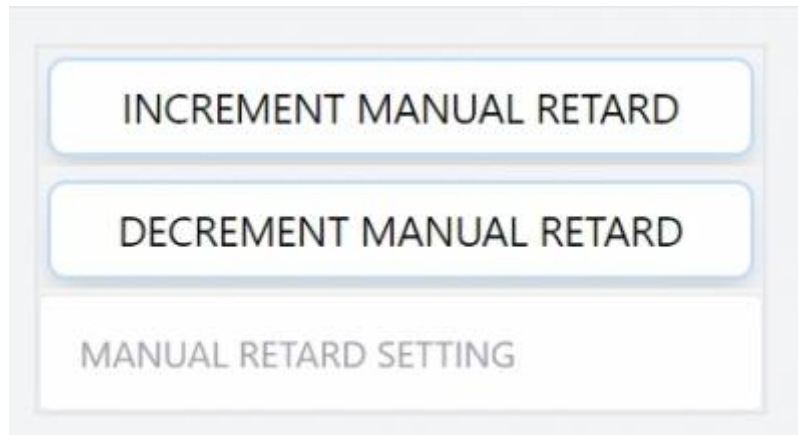 INCREMENT MANUAL RETARD
DECREMENT MANUAL RETARD
MANUAL RETARD SETTING